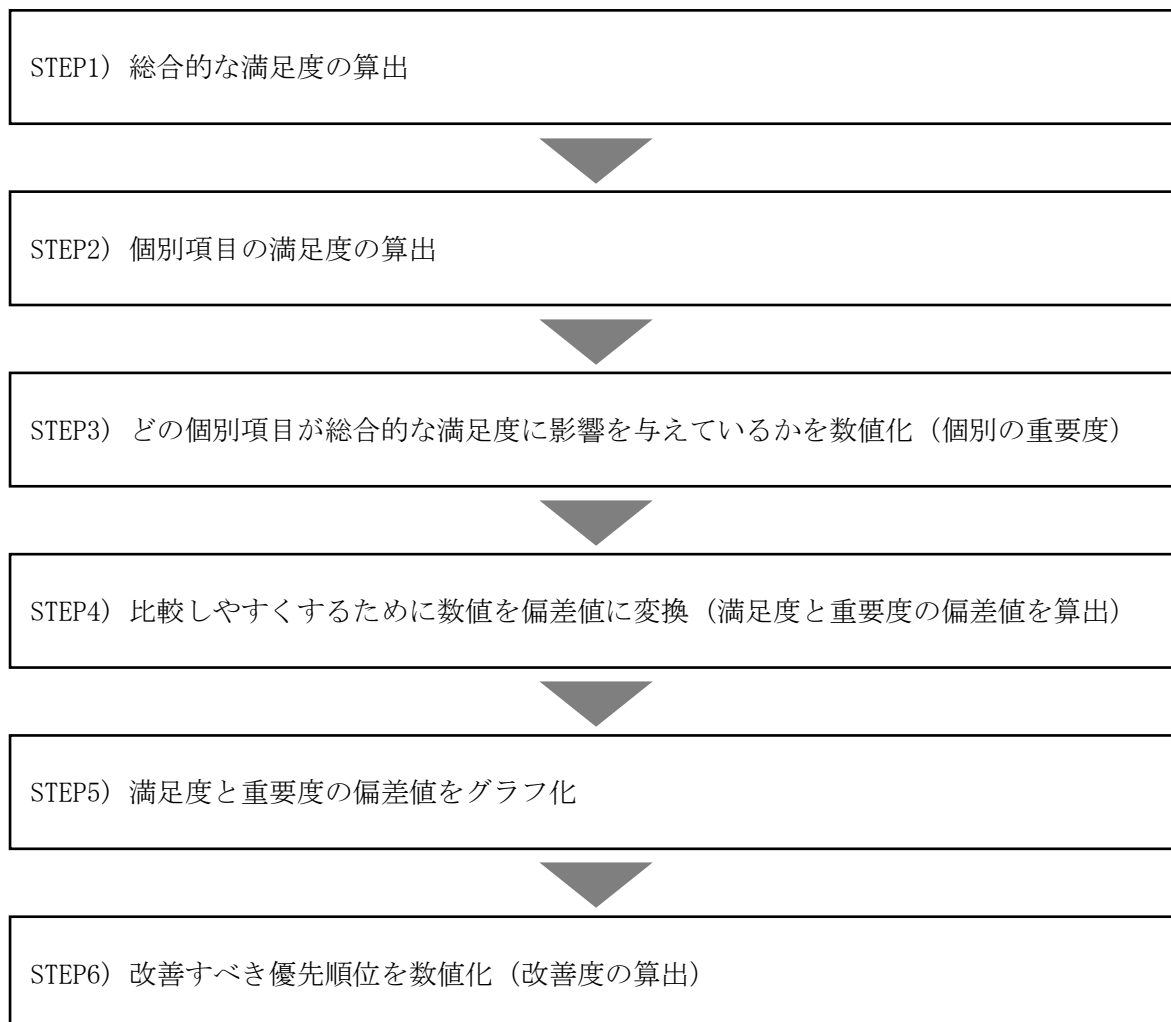 STEP1) 総合的な満足度の算出
STEP2) 個別項目の満足度の算出
STEP3) どの個別項目が総合的な満足度に影響を与えているかを数値化（個別の重要度）
STEP4) 比較しやすくするために数値を偏差値に変換（満足度と重要度の偏差値を算出）
STEP5) 満足度と重要度の偏差値をグラフ化
STEP6) 改善すべき優先順位を数値化（改善度の算出）